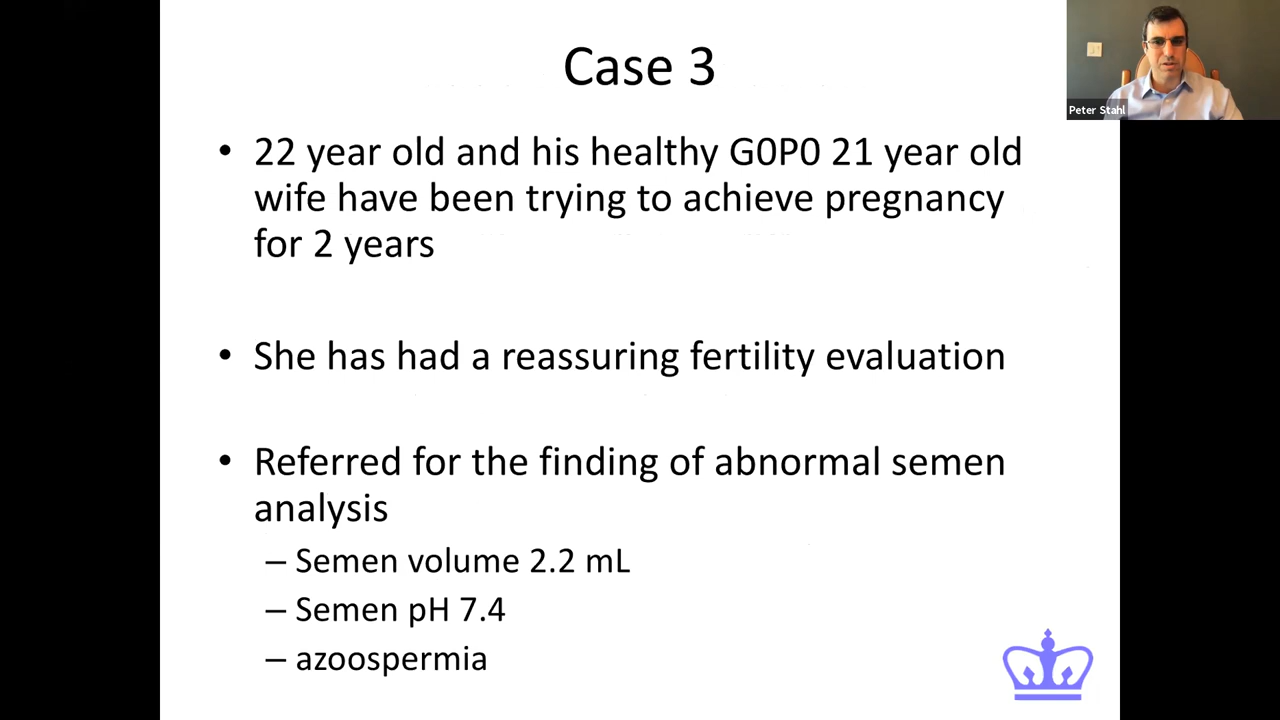 Case 3
Peter Stahl
• 22 year old and his healthy G0P0 21 year old
wife have been trying to achieve pregnancy
for 2 years
• She has had a reassuring fertility evaluation
• Referred for the finding of abnormal semen
analysis
– Semen volume 2.2 mL
– Semen pH 7.4
– azoospermia